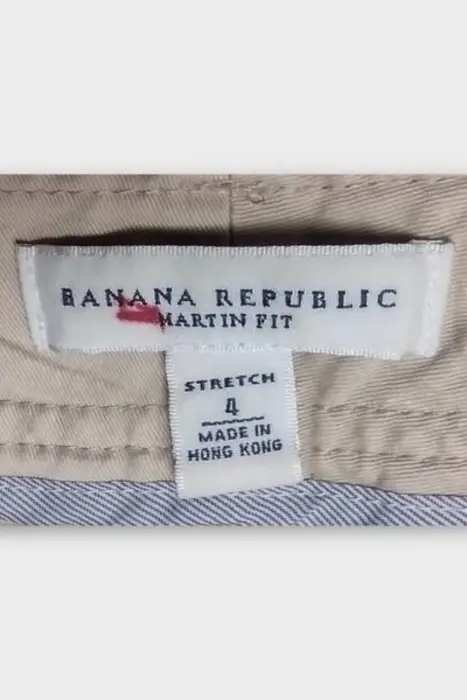 BANANA REPUBLIC
MARTIN FIT
STRETCH
4
MADE IN
HONG KONG